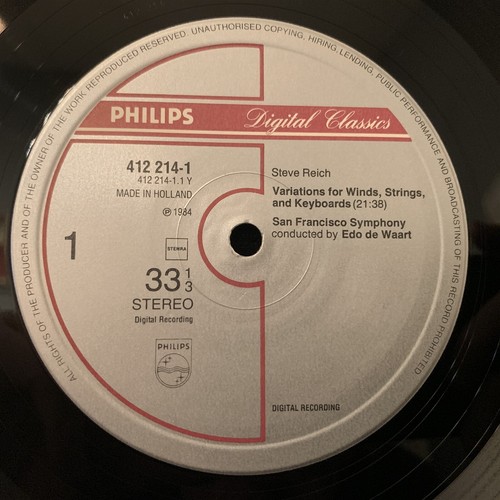 ALL RIGHTS OF THE PRODUCER AND OF THE OWNER OF THE WORK REPRODUCED RESERVED UNAUTHORISED COPYING, HIRING, LENDING, PUBLIC PERFORMANCE AND BROADCASTING OF THIS RECORD PROHIBITED
PHILIPS Digital Classics
412 214-1
412 214-1.1 Y
MADE IN HOLLAND
℗ 1984
STEMRA
1
33 1/3
STEREO
Digital Recording
PHILIPS
Steve Reich
Variations for Winds, Strings,
and Keyboards (21:38)
San Francisco Symphony
conducted by Edo de Waart
DIGITAL RECORDING